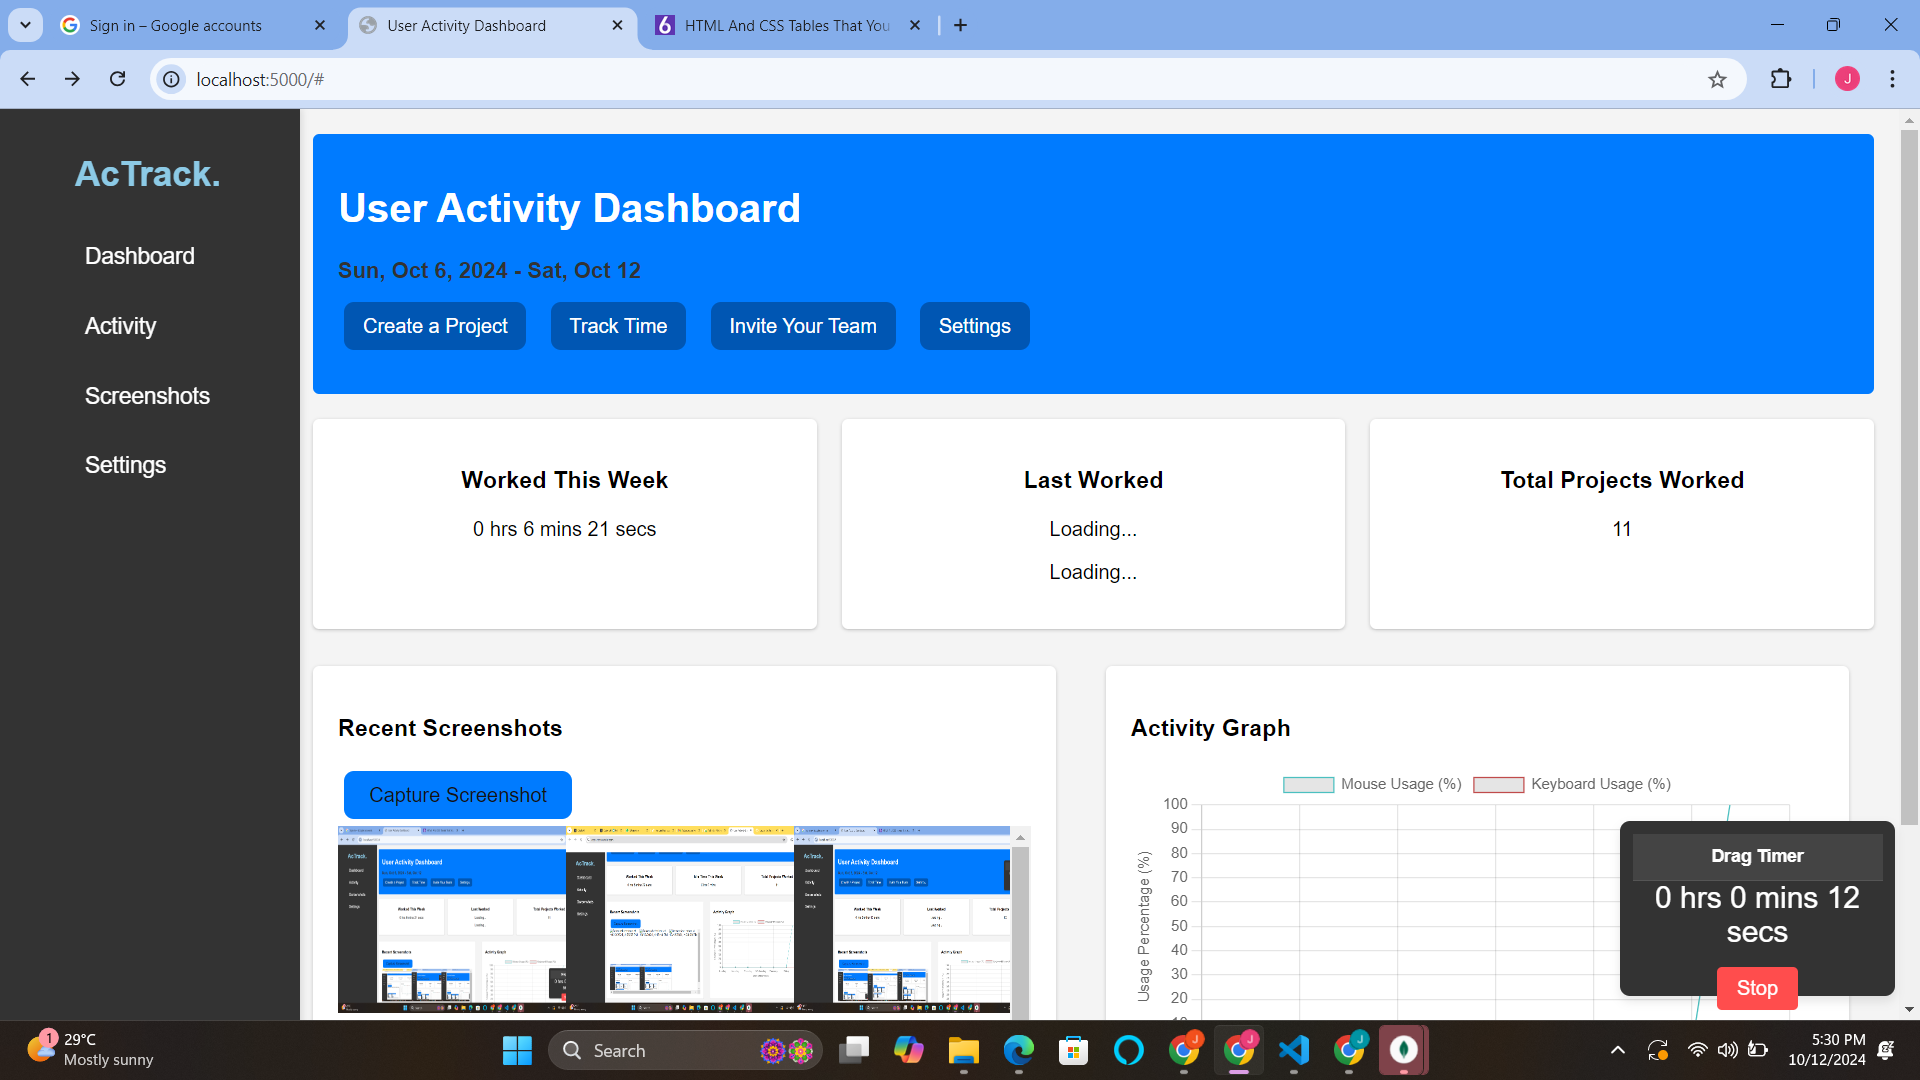 Sign in – Google accounts
User Activity Dashboard
HTML And CSS Tables That You
localhost:5000/#
J
AcTrack.
Dashboard
Activity
Screenshots
Settings
User Activity Dashboard
Sun, Oct 6, 2024 - Sat, Oct 12
Create a Project
Track Time
Invite Your Team
Settings
Worked This Week
0 hrs 6 mins 21 secs
Last Worked
Loading...
Loading...
Total Projects Worked
11
Recent Screenshots
Capture Screenshot
Activity Graph
Mouse Usage (%)
Keyboard Usage (%)
Usage Percentage (%)
100
90
80
70
60
50
40
30
20
Drag Timer
0 hrs 0 mins 12
secs
Stop
1
29°C
Mostly sunny
Search
5:30 PM
10/12/2024